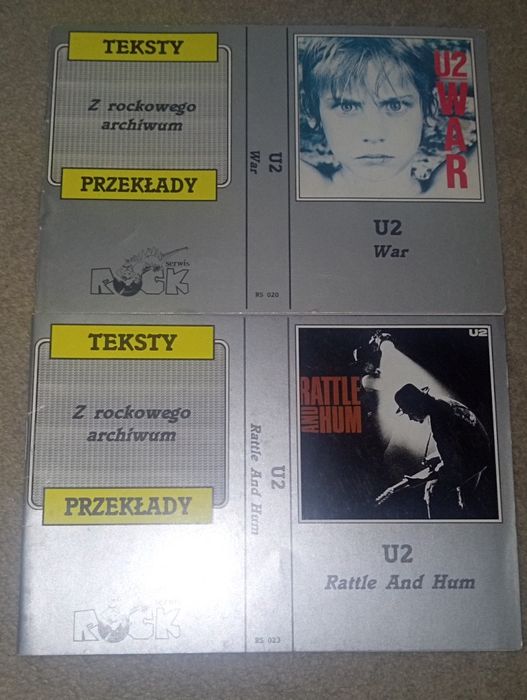 TEKSTY
Z rockowego
archiwum
PRZEKŁADY
serwis
ROCK
U2
War
RS 020
U2
WAR
U2
War
TEKSTY
Z rockowego
archiwum
PRZEKŁADY
serwis
ROCK
U2
Rattle And Hum
RS 023
U2
RATTLE
AND
HUM
U2
Rattle And Hum